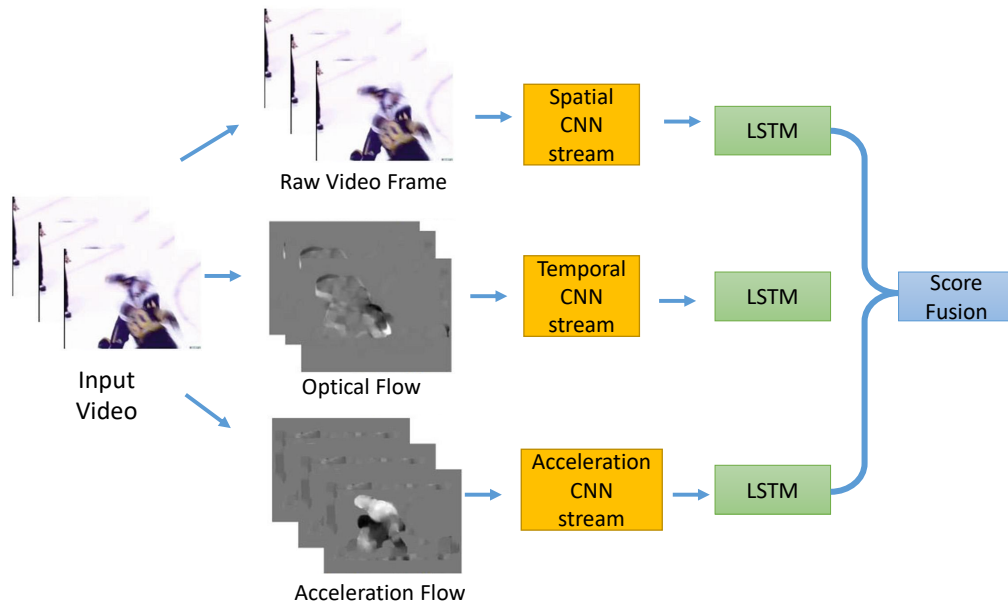 Raw Video Frame
Spatial
CNN
stream
LSTM
Input
Video
Optical Flow
Temporal
CNN
stream
LSTM
Score
Fusion
Acceleration Flow
Acceleration
CNN
stream
LSTM